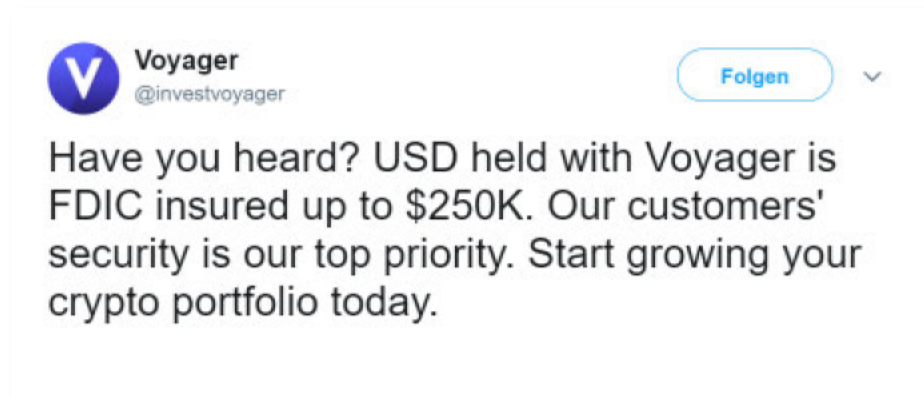 V
Voyager
@investvoyager
Folgen
Have you heard? USD held with Voyager is
FDIC insured up to $250K. Our customers'
security is our top priority. Start growing your
crypto portfolio today.